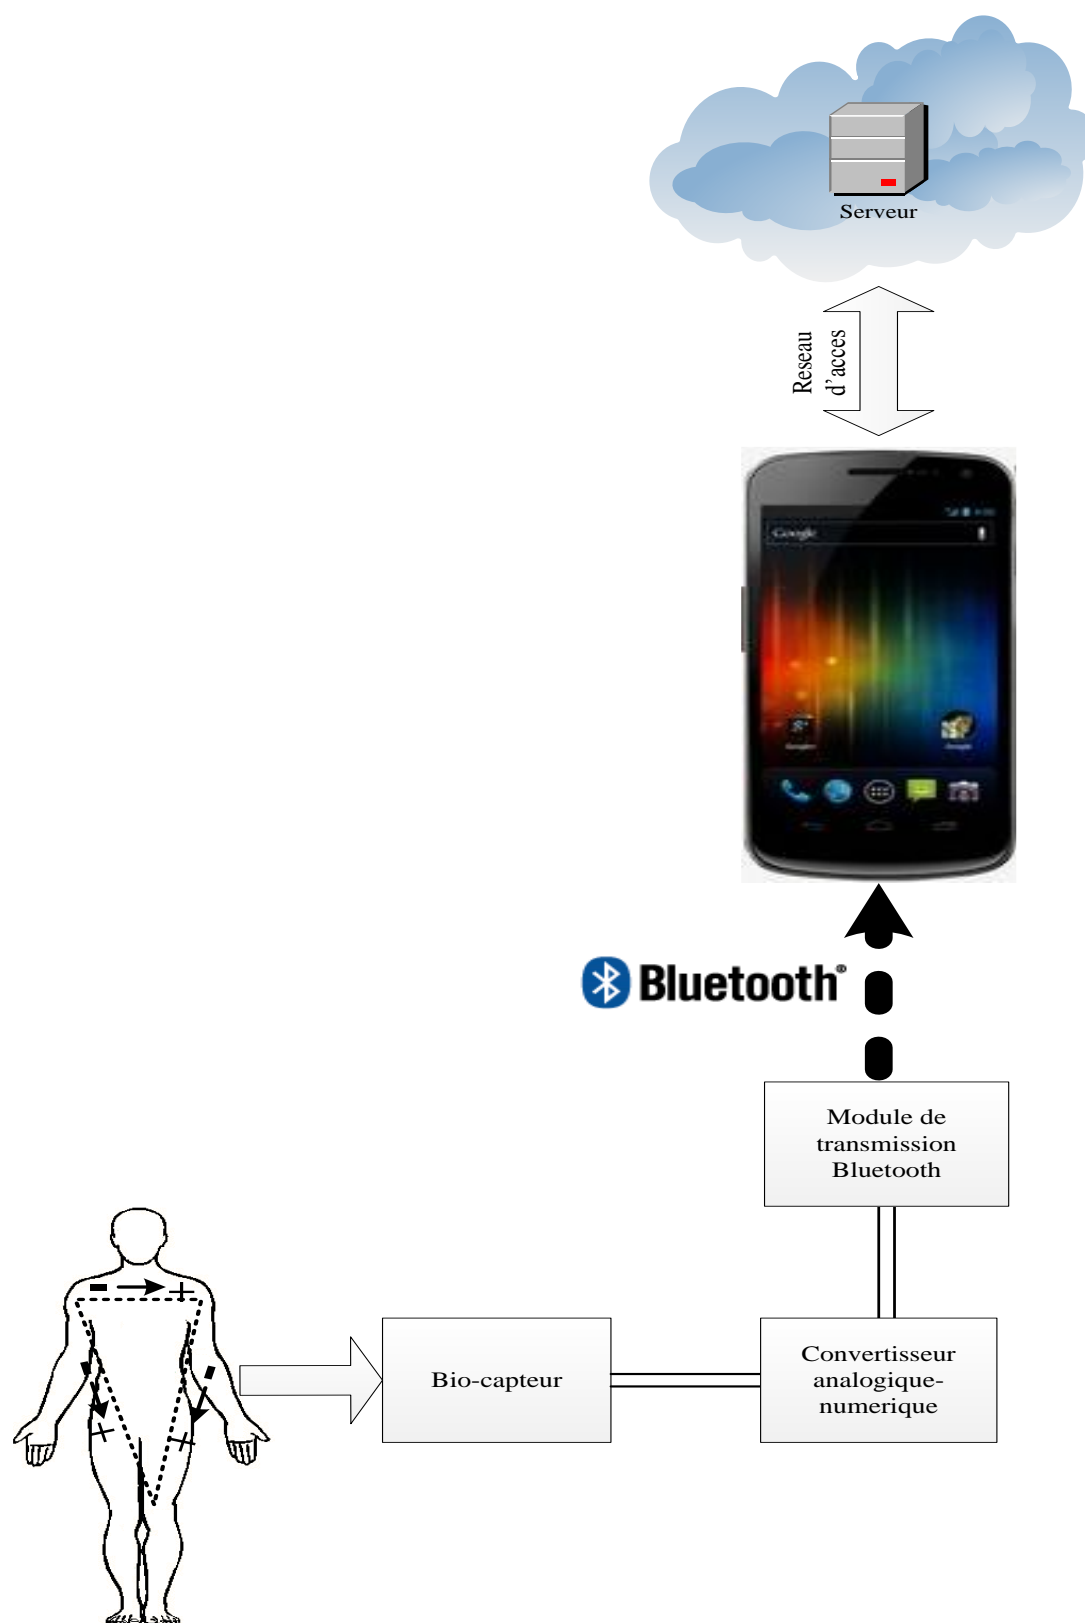 Serveur
Reseau
d'acces
Google
Bluetooth®
Module de
transmission
Bluetooth
Bio-capteur
Convertisseur
analogique-
numerique